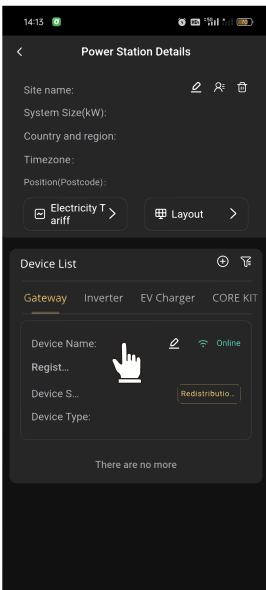 14:13
Power Station Details
Site name:
System Size(kW):
Country and region:
Timezone:
Position(Postcode):
Electricity T
ariff
Layout
Device List
Gateway Inverter EV Charger CORE KIT
Device Name: Online
Regist...
Device S... Redistributio...
Device Type:
There are no more